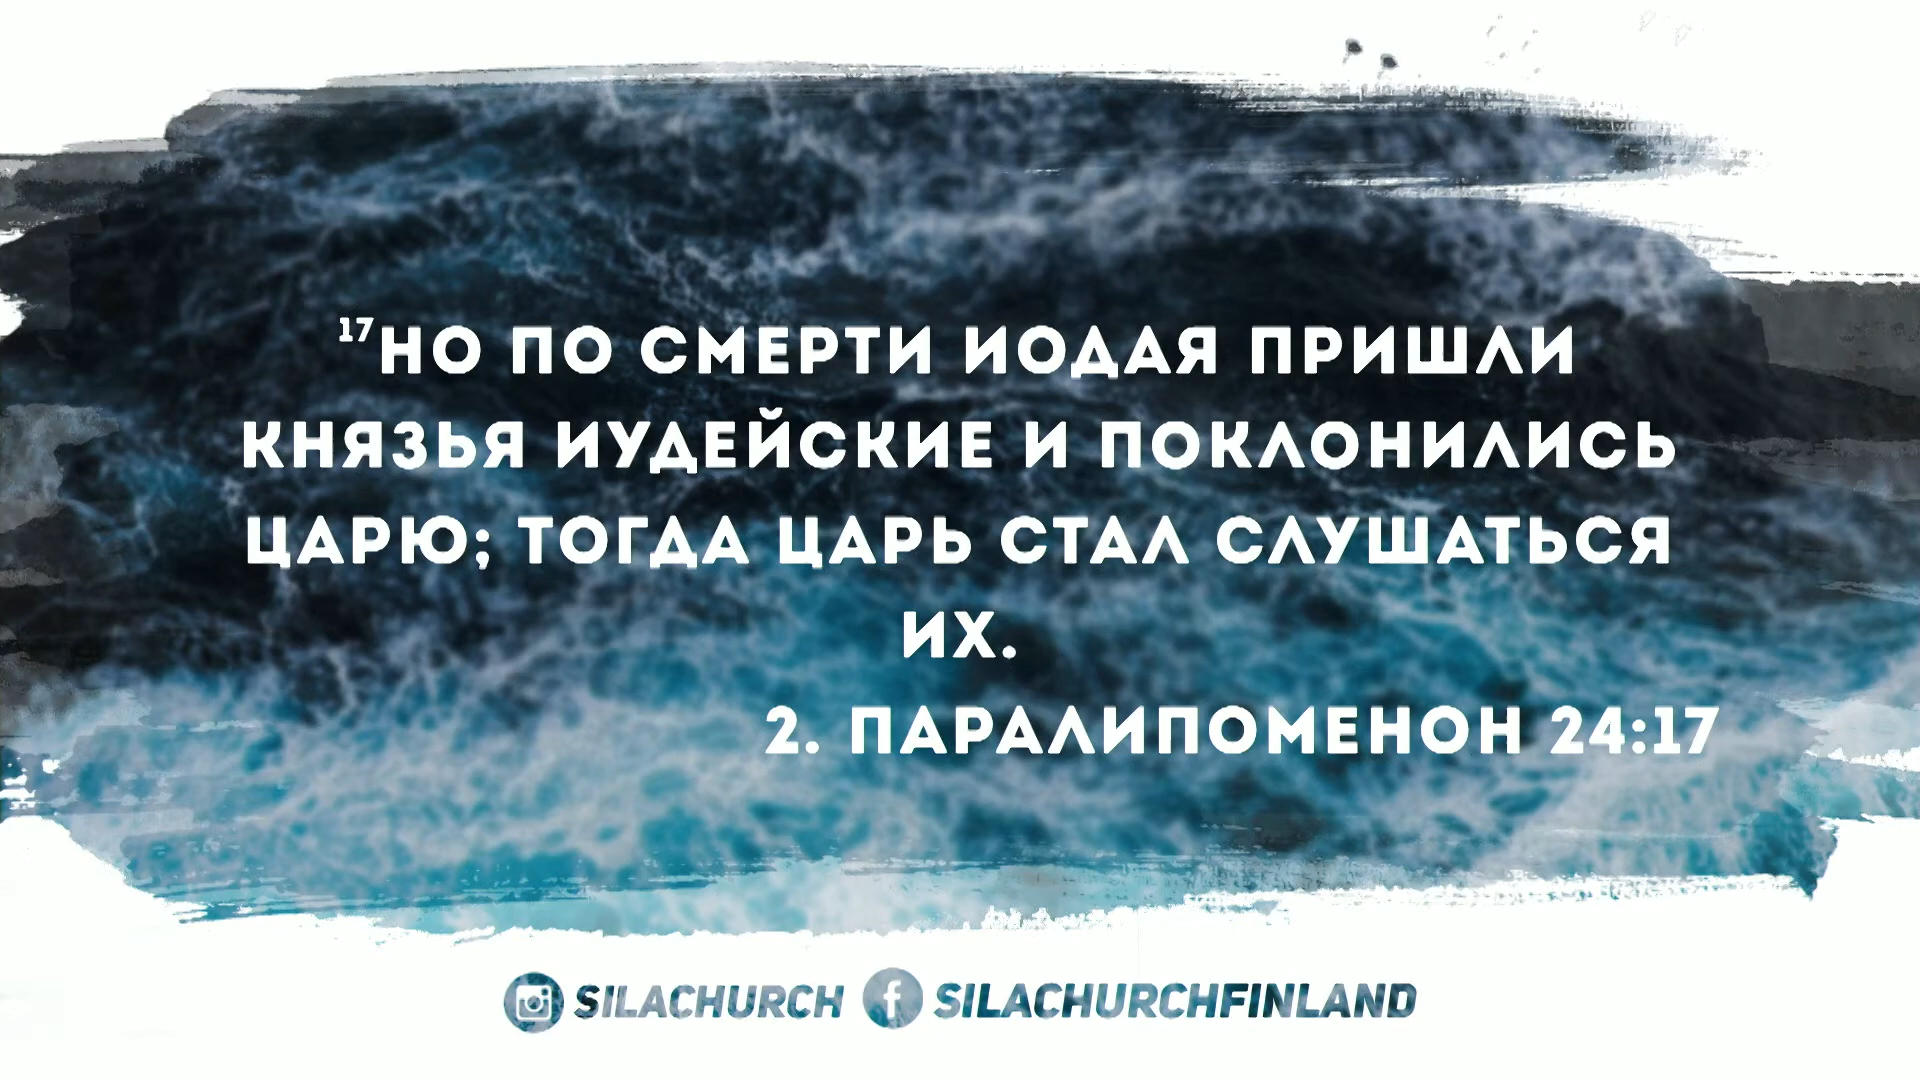 ¹⁷НО ПО СМЕРТИ ИОДАЯ ПРИШЛИ
КНЯЗЬЯ ИУДЕЙСКИЕ И ПОКЛОНИЛИСЬ
ЦАРЮ; ТОГДА ЦАРЬ СТАЛ СЛУШАТЬСЯ
ИХ.
2. ПАРАЛИПОМЕНОН 24:17
SILACHURCH SILACHURCHFINLAND